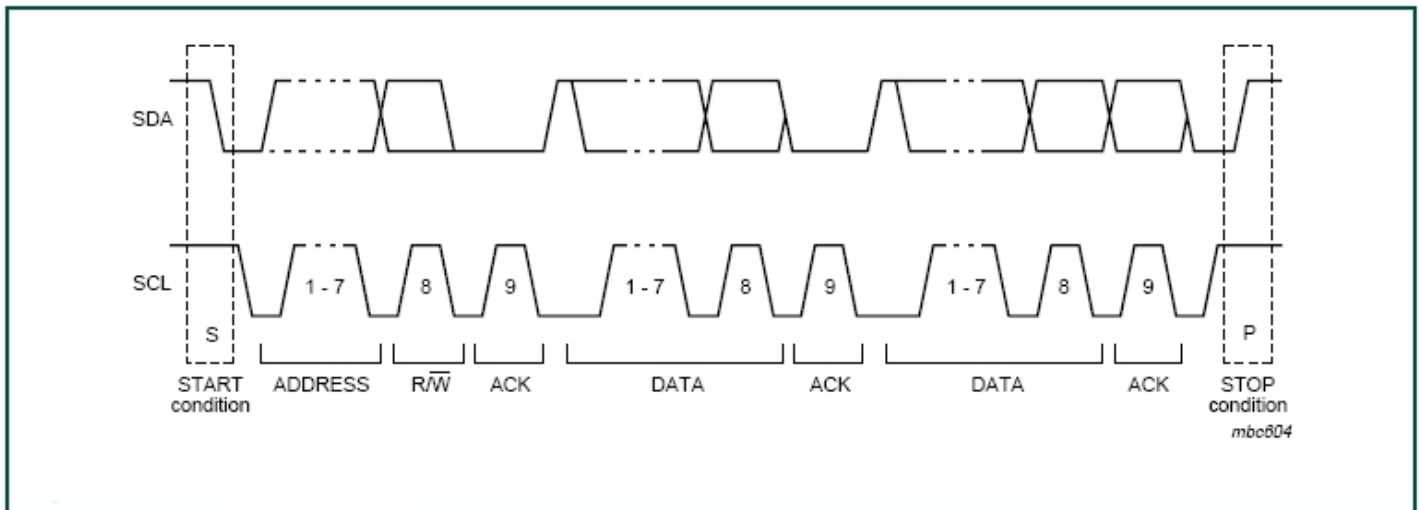 SDA
SCL
1 - 7 8 9 1 - 7 8 9 1 - 7 8 9
S P
START condition ADDRESS R/W̅ ACK DATA ACK DATA ACK STOP condition
mbc604